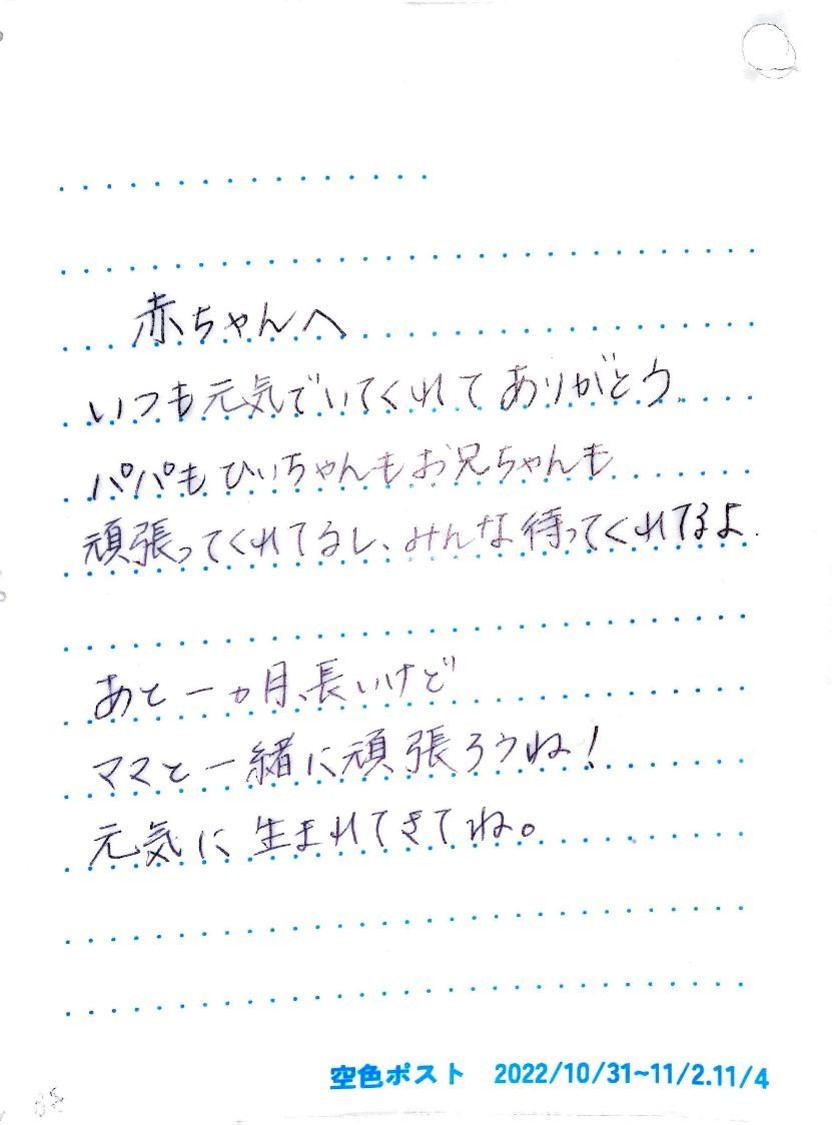 赤ちゃんへ
いつも元気でいてくれてありがとう。
パパもひぃちゃんもお兄ちゃんも
頑張ってくれてるし、みんな待ってくれてるよ.
あと一ヵ月、長いけど
ママと一緒に頑張ろうね!
元気に生まれてきてね。
空色ポスト 2022/10/31~11/2.11/4